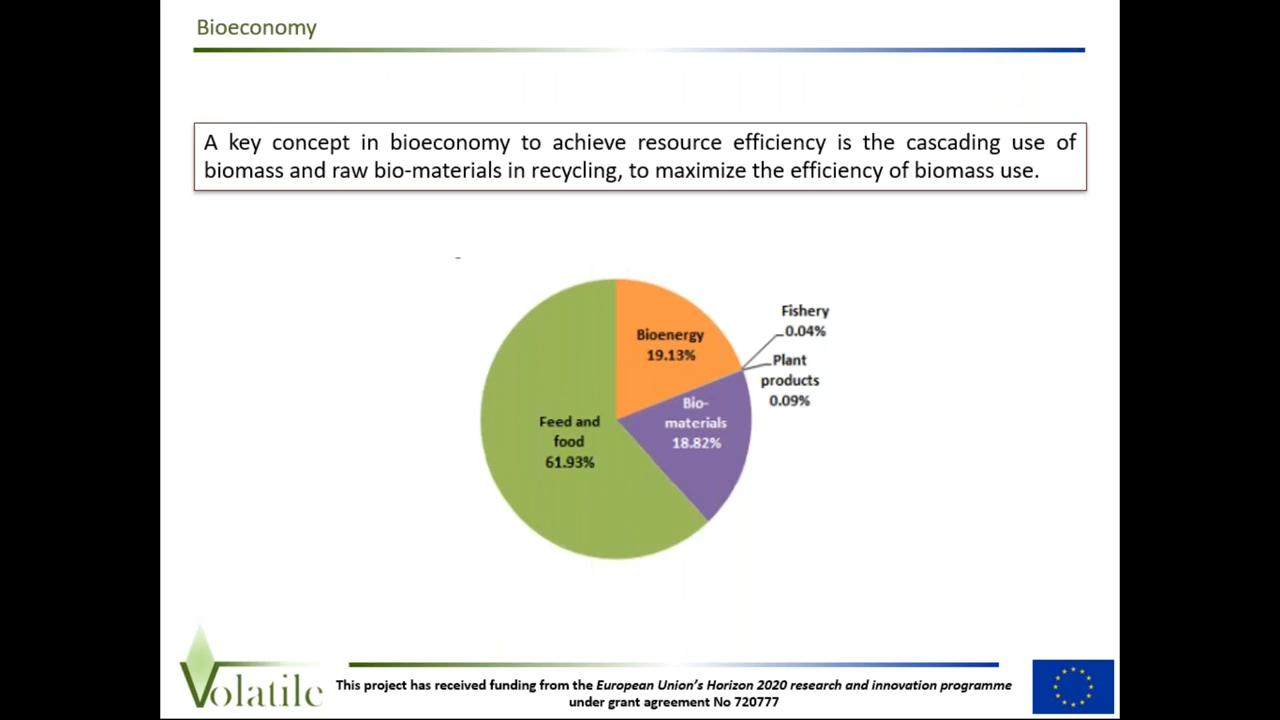 Bioeconomy
A key concept in bioeconomy to achieve resource efficiency is the cascading use of
biomass and raw bio-materials in recycling, to maximize the efficiency of biomass use.
Fishery
0.04%
Bioenergy
19.13%
Plant
products
0.09%
Bio-
materials
18.82%
Feed and
food
61.93%
Volatile
This project has received funding from the European Union's Horizon 2020 research and innovation programme
under grant agreement No 720777